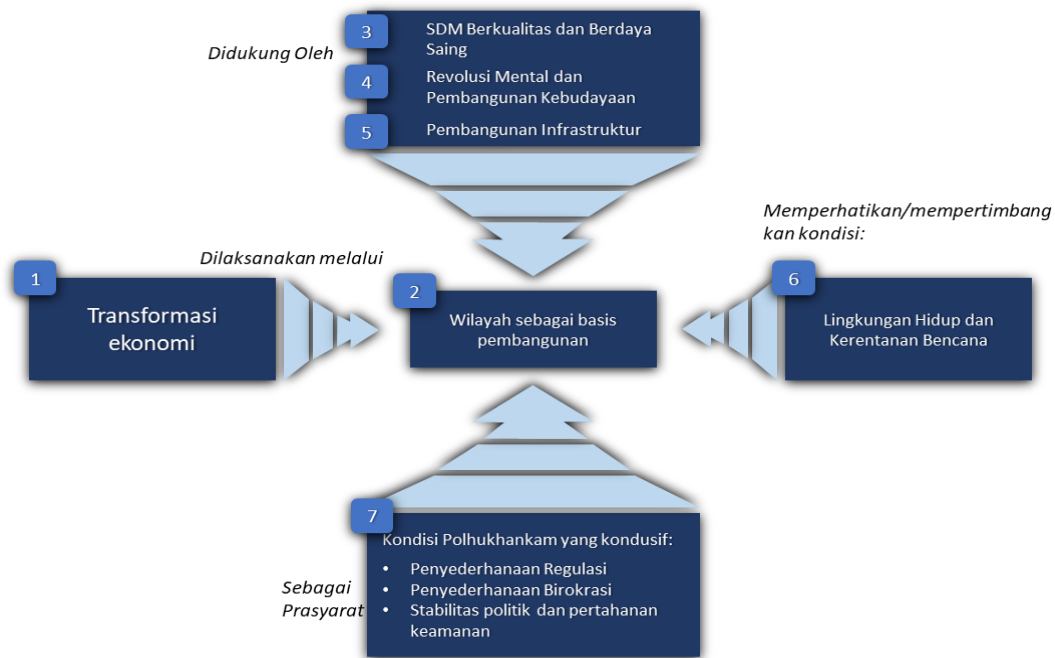 Didukung Oleh
3
SDM Berkualitas dan Berdaya
Saing
4
Revolusi Mental dan
Pembangunan Kebudayaan
5
Pembangunan Infrastruktur
Dilaksanakan melalui
1
Transformasi
ekonomi
2
Wilayah sebagai basis
pembangunan
Memperhatikan/mempertimbang
kan kondisi:
6
Lingkungan Hidup dan
Kerentanan Bencana
Sebagai
Prasyarat
7
Kondisi Polhukhankam yang kondusif:
• Penyederhanaan Regulasi
• Penyederhanaan Birokrasi
• Stabilitas politik dan pertahanan
keamanan